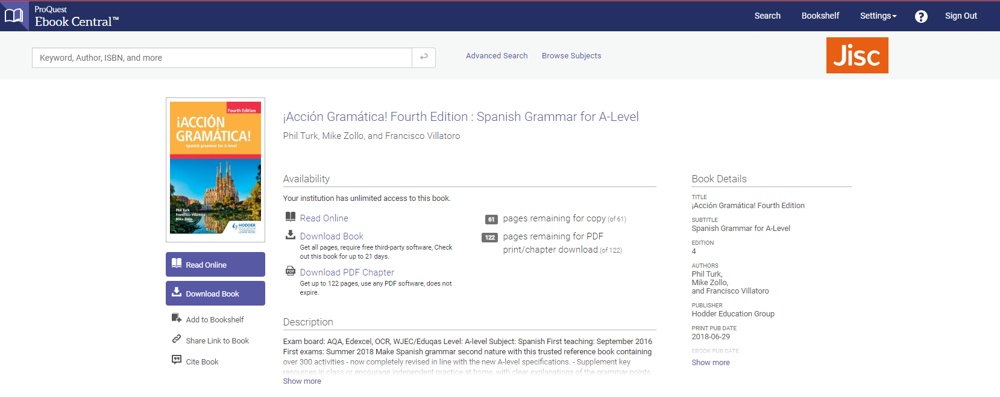 ProQuest
Ebook Central™
Search
Bookshelf
Settings
?
Sign Out
Keyword, Author, ISBN, and more
Advanced Search
Browse Subjects
Jisc
Fourth Edition
¡ACCIÓN
GRAMÁTICA!
Spanish grammar for A-level
Phil Turk
Francisco Villatoro
Mike Zollo
HODDER
EDUCATION
LEARN MORE
¡Acción Gramática! Fourth Edition : Spanish Grammar for A-Level
Phil Turk, Mike Zollo, and Francisco Villatoro
Availability
Your institution has unlimited access to this book.
Read Online
Download Book
Get all pages, require free third-party software, Check
out this book for up to 21 days.
PDF
Download PDF Chapter
Get up to 122 pages, use any PDF software, does not
expire.
61 pages remaining for copy (of 61)
122 pages remaining for PDF
print/chapter download (of 122)
Read Online
Download Book
Add to Bookshelf
Share Link to Book
Cite Book
Description
Exam board: AQA, Edexcel, OCR, WJEC/Eduqas Level: A-level Subject: Spanish First teaching: September 2016
First exams: Summer 2018 Make Spanish grammar second nature with this trusted reference book containing
over 300 activities - now completely revised in line with the new A-level specifications. - Supplement key
resources in class or encourage independent practice at home, with clear explanations of the grammar points
Show more
Book Details
TITLE
¡Acción Gramática! Fourth Edition
SUBTITLE
Spanish Grammar for A-Level
EDITION
4
AUTHORS
Phil Turk,
Mike Zollo,
and Francisco Villatoro
PUBLISHER
Hodder Education Group
PRINT PUB DATE
2018-06-29
EBOOK PUB DATE
Show more